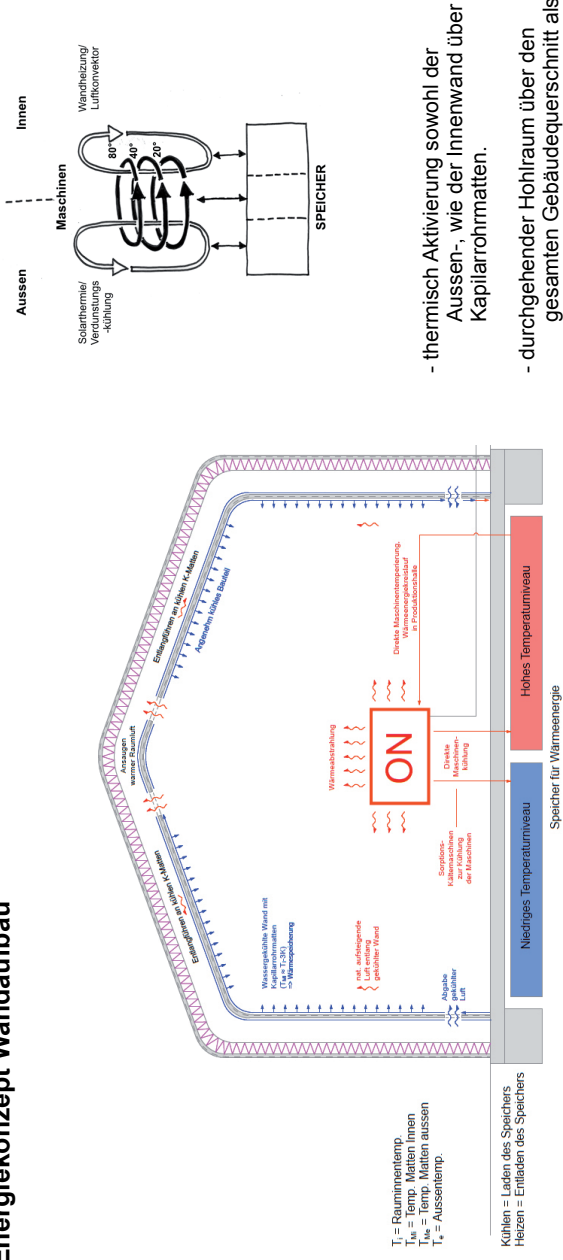 Energiekonzept Wandaufbau
Ansaugen
warmer Raumluft
Entlangführen an kühlen K-Matten
Entlangführen an kühlen K-Matten
Angenehm kühles Bauteil
Wassergekühlte Wand mit
Kapillarrohrmatten
(TMi ≈ Ti-3K)
=> Wärmespeicherung
nat. aufsteigende
Luft entlang
gekühlter Wand
Abgabe
gekühlter
Luft
Wärmeabstrahlung
ON
Direkte Maschinentemperierung.
Wärmeenergiekreislauf
in Produktionshalle
Sorptions-
Kältemaschinen
zur Kühlung
der Maschinen
Direkte
Maschinen-
kühlung
Ti = Rauminnentemp.
TMi = Temp. Matten Innen
TMe = Temp. Matten aussen
Te = Aussentemp.
Kühlen = Laden des Speichers
Heizen = Entladen des Speichers
Niedriges Temperaturniveau
Hohes Temperaturniveau
Speicher für Wärmeenergie
Aussen
Innen
Maschinen
Solarthermie/
Verdunstungs
-kühlung
Wandheizung/
Luftkonvektor
80°
40°
20°
SPEICHER
- thermisch Aktivierung sowohl der
Aussen-, wie der Innenwand über
Kapilarrohrmatten.
- durchgehender Hohlraum über den
gesamten Gebäudequerschnitt als